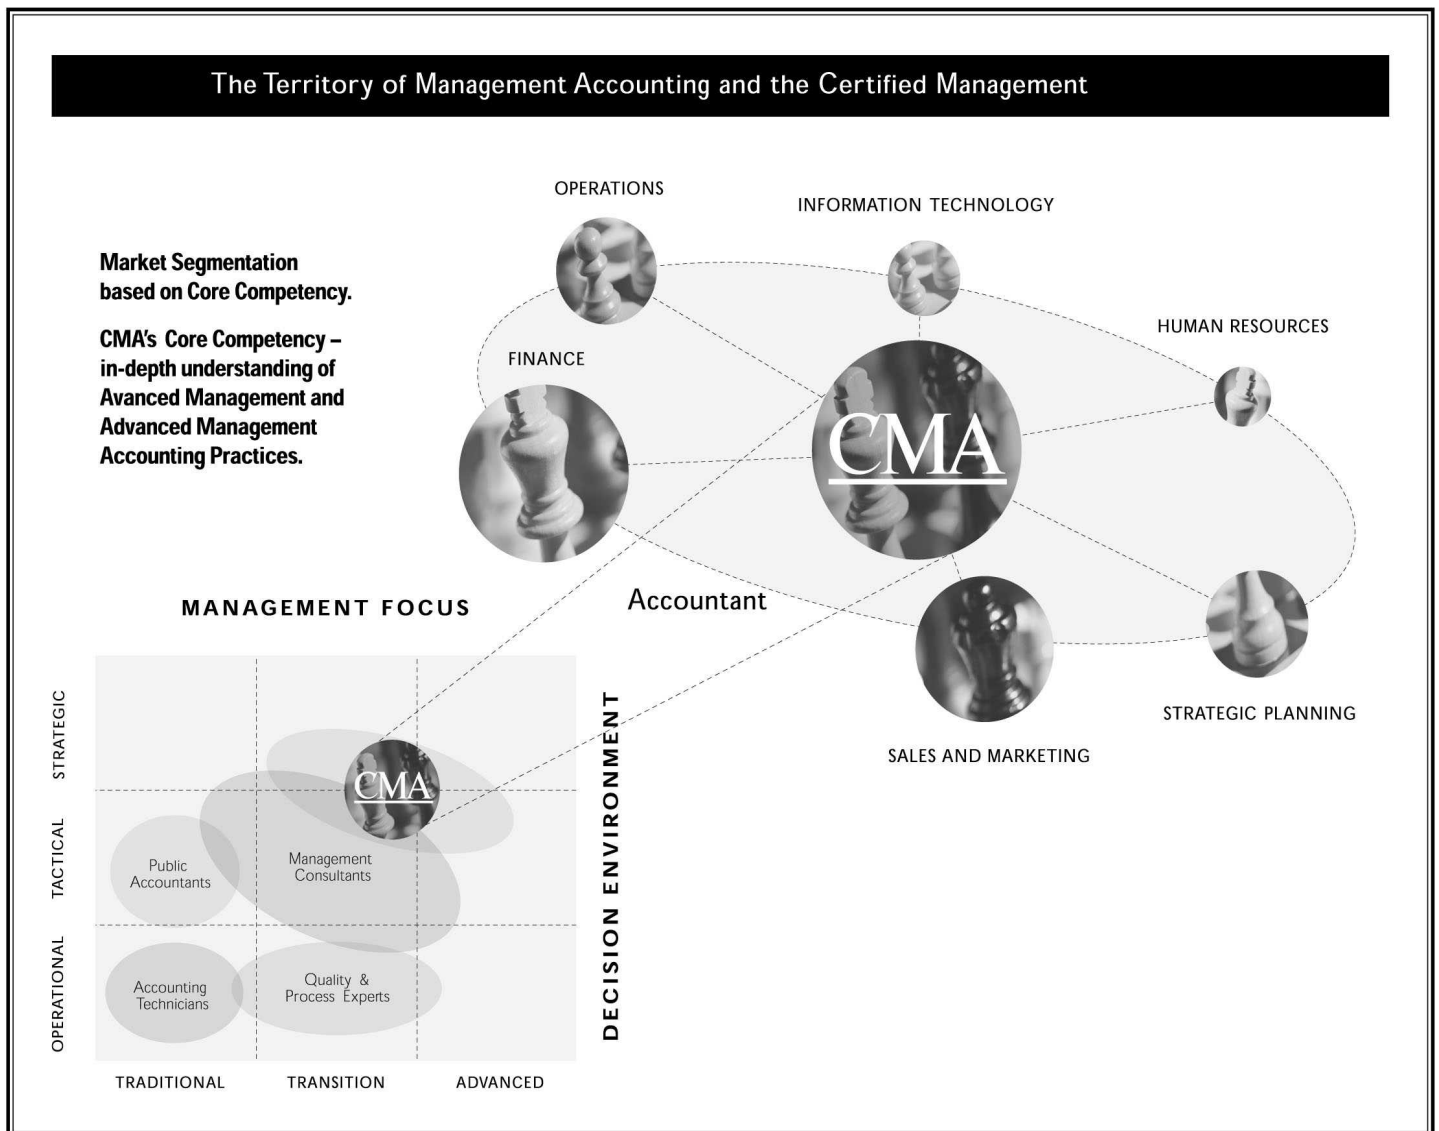 The Territory of Management Accounting and the Certified Management
OPERATIONS
INFORMATION TECHNOLOGY
Market Segmentation
based on Core Competency.
HUMAN RESOURCES
CMA's Core Competency –
in-depth understanding of
Avanced Management and
Advanced Management
Accounting Practices.
FINANCE
CMA
MANAGEMENT FOCUS
Accountant
STRATEGIC PLANNING
SALES AND MARKETING
STRATEGIC
TACTICAL
OPERATIONAL
CMA
Public
Accountants
Management
Consultants
Accounting
Technicians
Quality &
Process Experts
DECISION ENVIRONMENT
TRADITIONAL
TRANSITION
ADVANCED